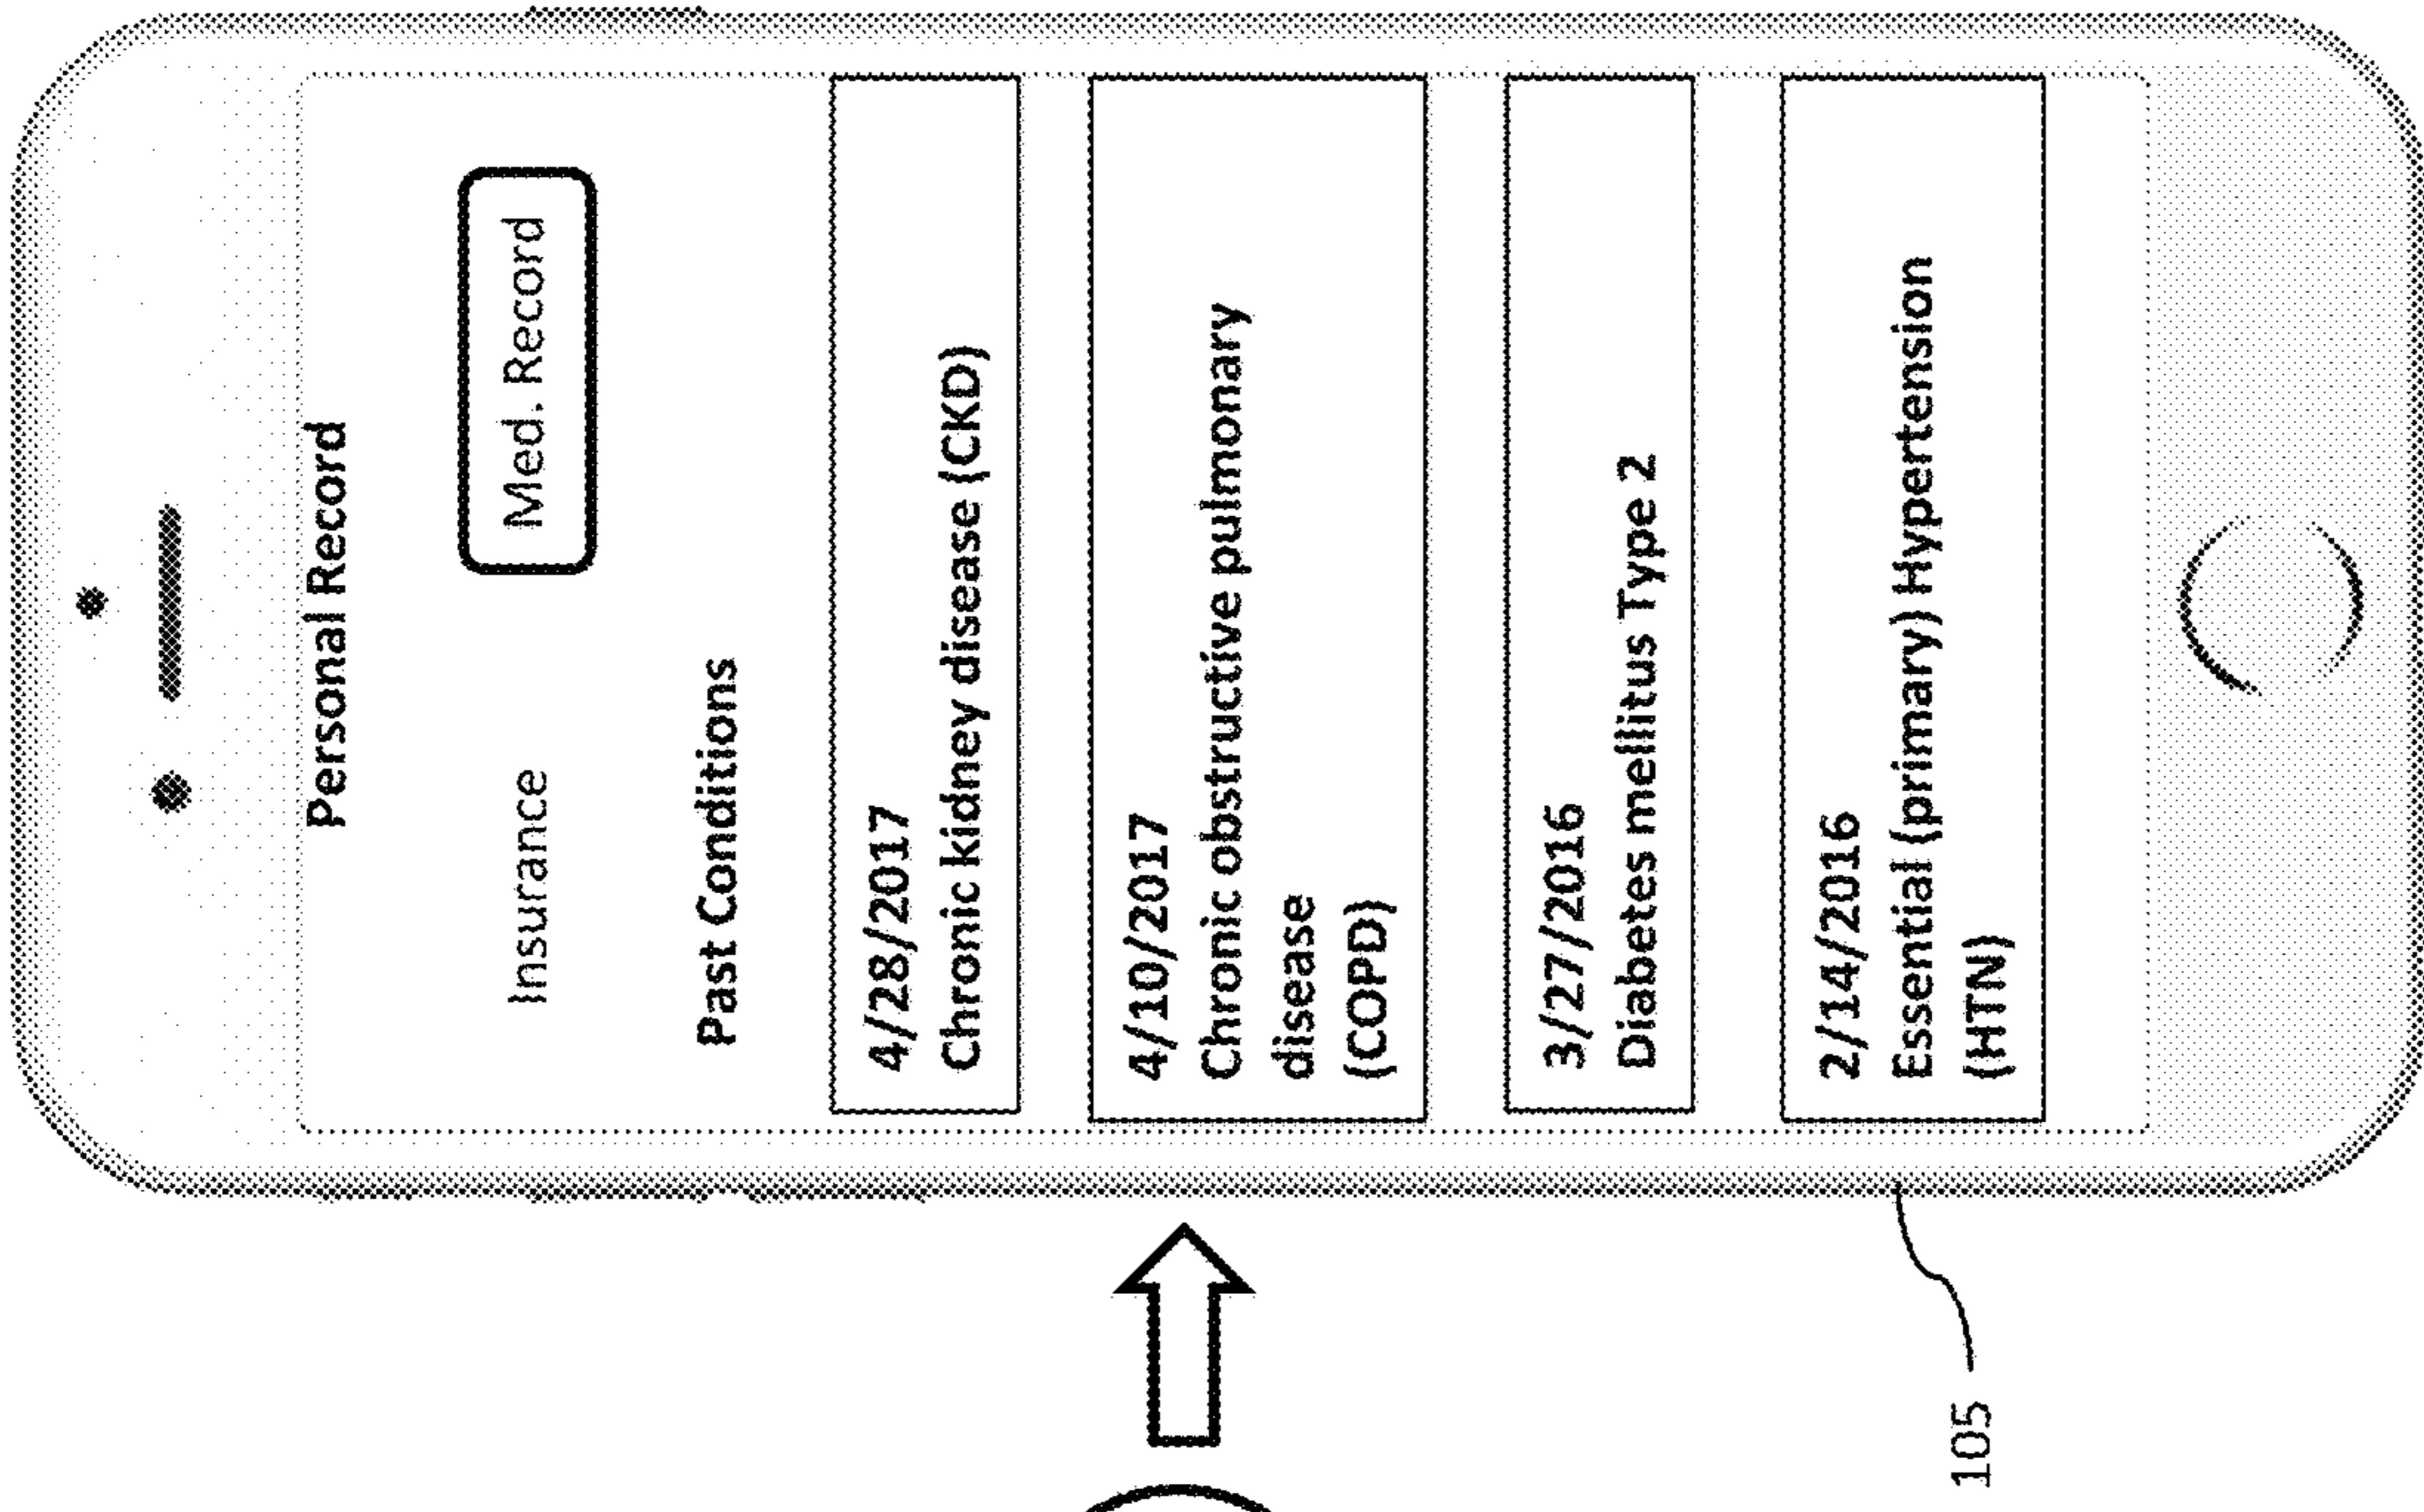 Personal Record
Insurance Med. Record
Past Conditions
4/28/2017
Chronic kidney disease (CKD)
4/10/2017
Chronic obstructive pulmonary
disease
(COPD)
3/27/2016
Diabetes mellitus Type 2
2/14/2016
Essential (primary) Hypertension
(HTN)
105